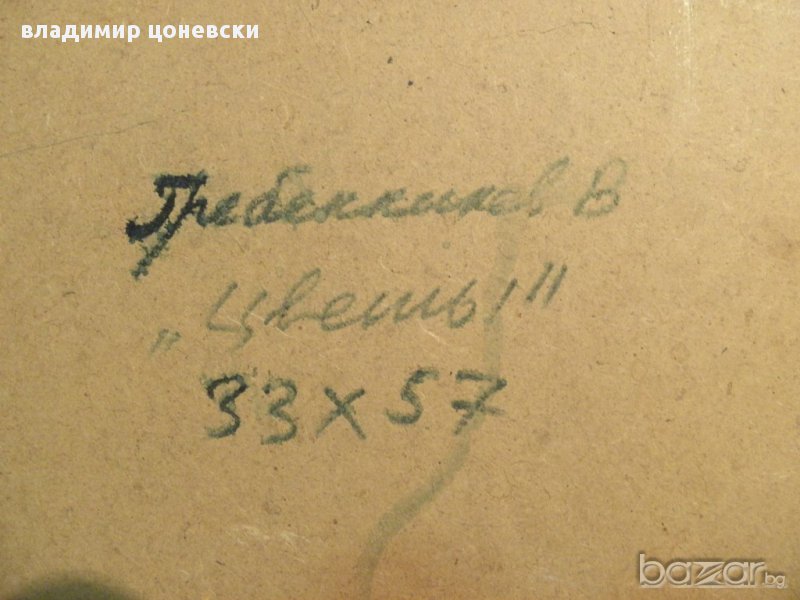 владимир цоневски
Гребенников В
„Цветы"
33 х 57
bazar.bg